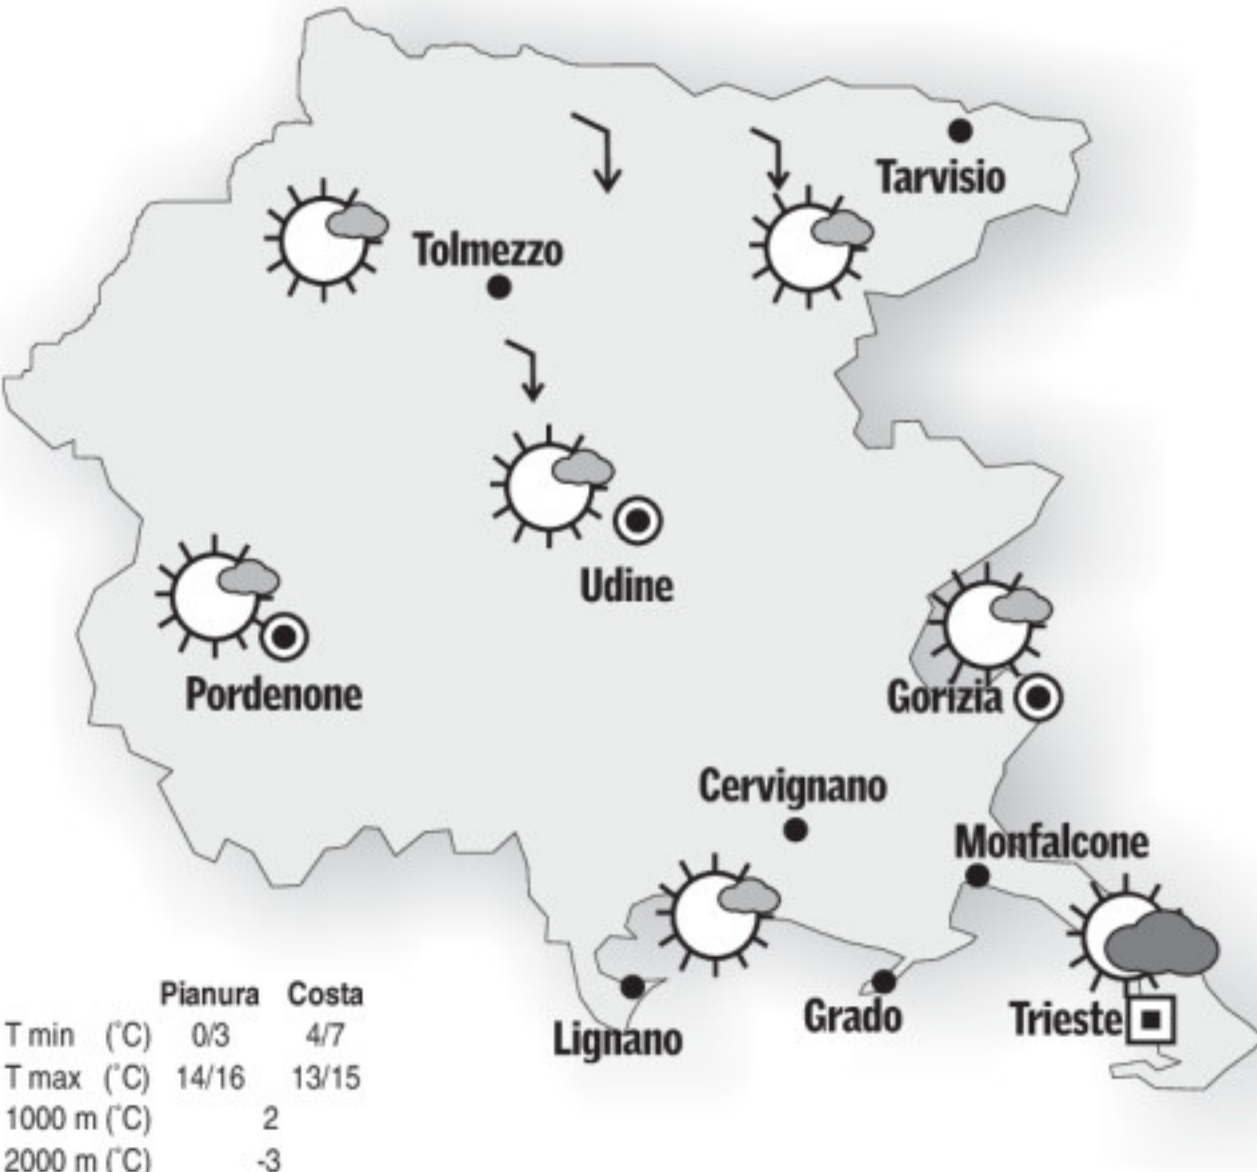 Tarvisio
Tolmezzo
Udine
Pordenone
Gorizia
Cervignano
Monfalcone
Grado
Trieste
Lignano
Pianura Costa
T min (°C) 0/3 4/7
T max (°C) 14/16 13/15
1000 m (°C) 2
2000 m (°C) -3